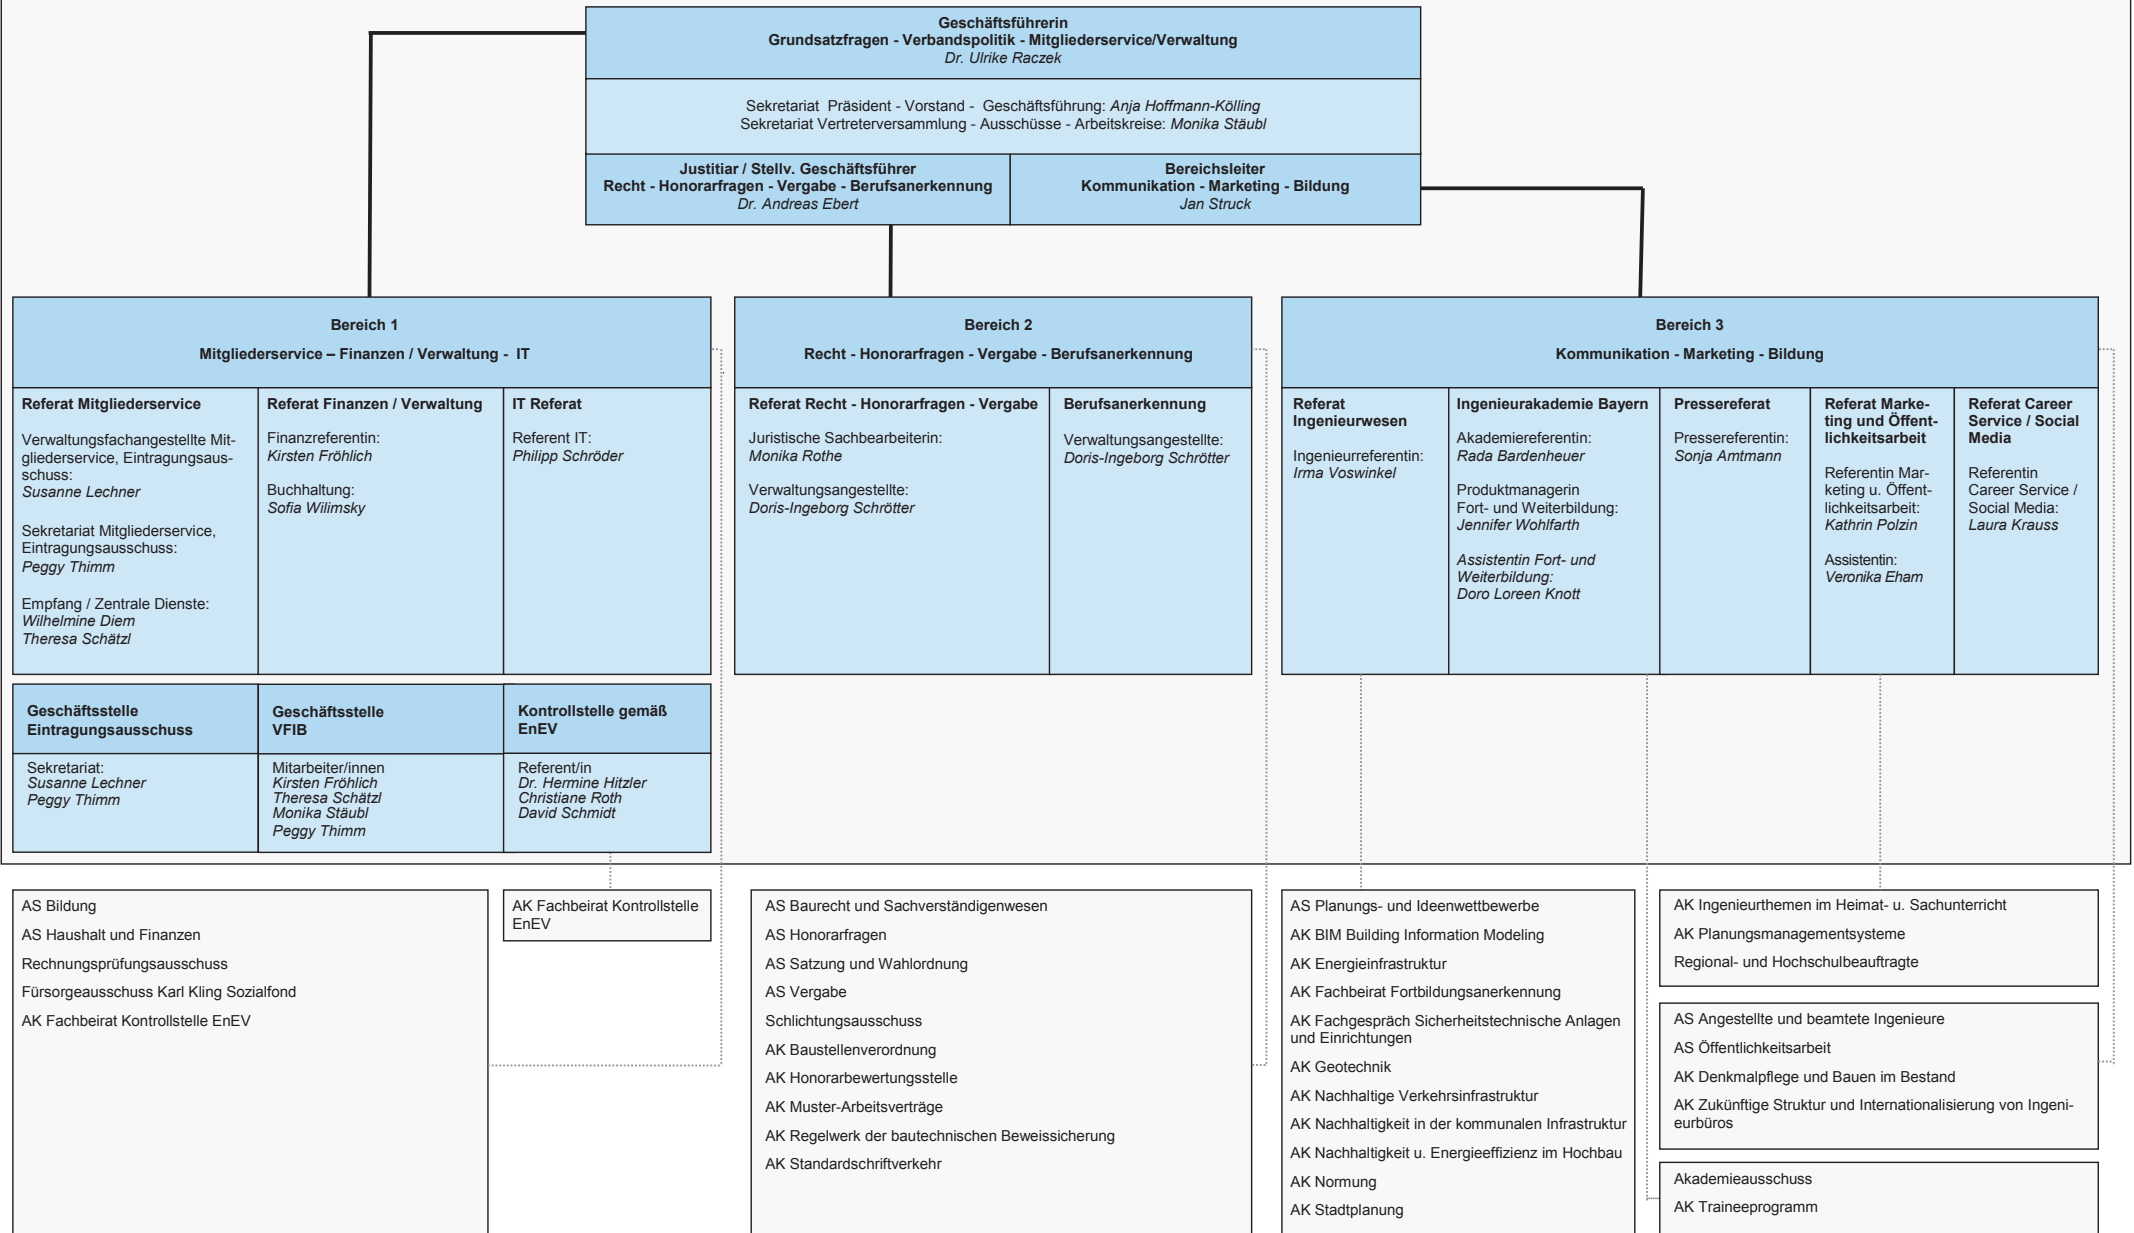 Geschäftsführerin
Grundsatzfragen - Verbandspolitik - Mitgliederservice/Verwaltung
Dr. Ulrike Raczek
Sekretariat Präsident - Vorstand - Geschäftsführung: Anja Hoffmann-Kölling
Sekretariat Vertreterversammlung - Ausschüsse - Arbeitskreise: Monika Stäubl
Justitiar / Stellv. Geschäftsführer
Recht - Honorarfragen - Vergabe - Berufsanerkennung
Dr. Andreas Ebert
Bereichsleiter
Kommunikation - Marketing - Bildung
Jan Struck
Bereich 1
Mitgliederservice – Finanzen / Verwaltung - IT
Referat Mitgliederservice
Verwaltungsfachangestellte Mit-
gliederservice, Eintragungsaus-
schuss:
Susanne Lechner
Sekretariat Mitgliederservice,
Eintragungsausschuss:
Peggy Thimm
Empfang / Zentrale Dienste:
Wilhelmine Diem
Theresa Schätzl
Referat Finanzen / Verwaltung
Finanzreferentin:
Kirsten Fröhlich
Buchhaltung:
Sofia Wilimsky
IT Referat
Referent IT:
Philipp Schröder
Bereich 2
Recht - Honorarfragen - Vergabe - Berufsanerkennung
Referat Recht - Honorarfragen - Vergabe
Juristische Sachbearbeiterin:
Monika Rothe
Verwaltungsangestellte:
Doris-Ingeborg Schrötter
Berufsanerkennung
Verwaltungsangestellte:
Doris-Ingeborg Schrötter
Bereich 3
Kommunikation - Marketing - Bildung
Referat
Ingenieurwesen
Ingenieurreferentin:
Irma Voswinkel
Ingenieurakademie Bayern
Akademiereferentin:
Rada Bardenheuer
Produktmanagerin
Fort- und Weiterbildung:
Jennifer Wohlfarth
Assistentin Fort- und
Weiterbildung:
Doro Loreen Knott
Pressereferat
Pressereferentin:
Sonja Amtmann
Referat Marke-
ting und Öffent-
lichkeitsarbeit
Referentin Mar-
keting u. Öffent-
lichkeitsarbeit:
Kathrin Polzin
Assistentin:
Veronika Eham
Referat Career
Service / Social
Media
Referentin
Career Service /
Social Media:
Laura Krauss
Geschäftsstelle
Eintragungsausschuss
Sekretariat:
Susanne Lechner
Peggy Thimm
Geschäftsstelle
VFIB
Mitarbeiter/innen
Kirsten Fröhlich
Theresa Schätzl
Monika Stäubl
Peggy Thimm
Kontrollstelle gemäß
EnEV
Referent/in
Dr. Hermine Hitzler
Christiane Roth
David Schmidt
AS Bildung
AS Haushalt und Finanzen
Rechnungsprüfungsausschuss
Fürsorgeausschuss Karl Kling Sozialfond
AK Fachbeirat Kontrollstelle EnEV
AK Fachbeirat Kontrollstelle
EnEV
AS Baurecht und Sachverständigenwesen
AS Honorarfragen
AS Satzung und Wahlordnung
AS Vergabe
Schlichtungsausschuss
AK Baustellenverordnung
AK Honorarbewertungsstelle
AK Muster-Arbeitsverträge
AK Regelwerk der bautechnischen Beweissicherung
AK Standardschriftverkehr
AS Planungs- und Ideenwettbewerbe
AK BIM Building Information Modeling
AK Energieinfrastruktur
AK Fachbeirat Fortbildungsanerkennung
AK Fachgespräch Sicherheitstechnische Anlagen
und Einrichtungen
AK Geotechnik
AK Nachhaltige Verkehrsinfrastruktur
AK Nachhaltigkeit in der kommunalen Infrastruktur
AK Nachhaltigkeit u. Energieeffizienz im Hochbau
AK Normung
AK Stadtplanung
AK Ingenieurthemen im Heimat- u. Sachunterricht
AK Planungsmanagementsysteme
Regional- und Hochschulbeauftragte
AS Angestellte und beamtete Ingenieure
AS Öffentlichkeitsarbeit
AK Denkmalpflege und Bauen im Bestand
AK Zukünftige Struktur und Internationalisierung von Ingeni-
eurbüros
Akademieausschuss
AK Traineeprogramm